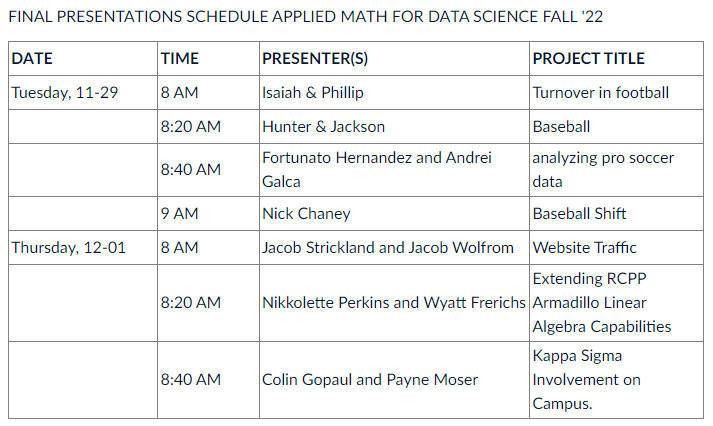 FINAL PRESENTATIONS SCHEDULE APPLIED MATH FOR DATA SCIENCE FALL '22
DATE TIME PRESENTER(S) PROJECT TITLE
Tuesday, 11-29 8 AM Isaiah & Phillip Turnover in football
8:20 AM Hunter & Jackson Baseball
8:40 AM Fortunato Hernandez and Andrei
Galca analyzing pro soccer
data
9 AM Nick Chaney Baseball Shift
Thursday, 12-01 8 AM Jacob Strickland and Jacob Wolfrom Website Traffic
8:20 AM Nikkolette Perkins and Wyatt Frerichs Extending RCPP
Armadillo Linear
Algebra Capabilities
8:40 AM Colin Gopaul and Payne Moser Kappa Sigma
Involvement on
Campus.